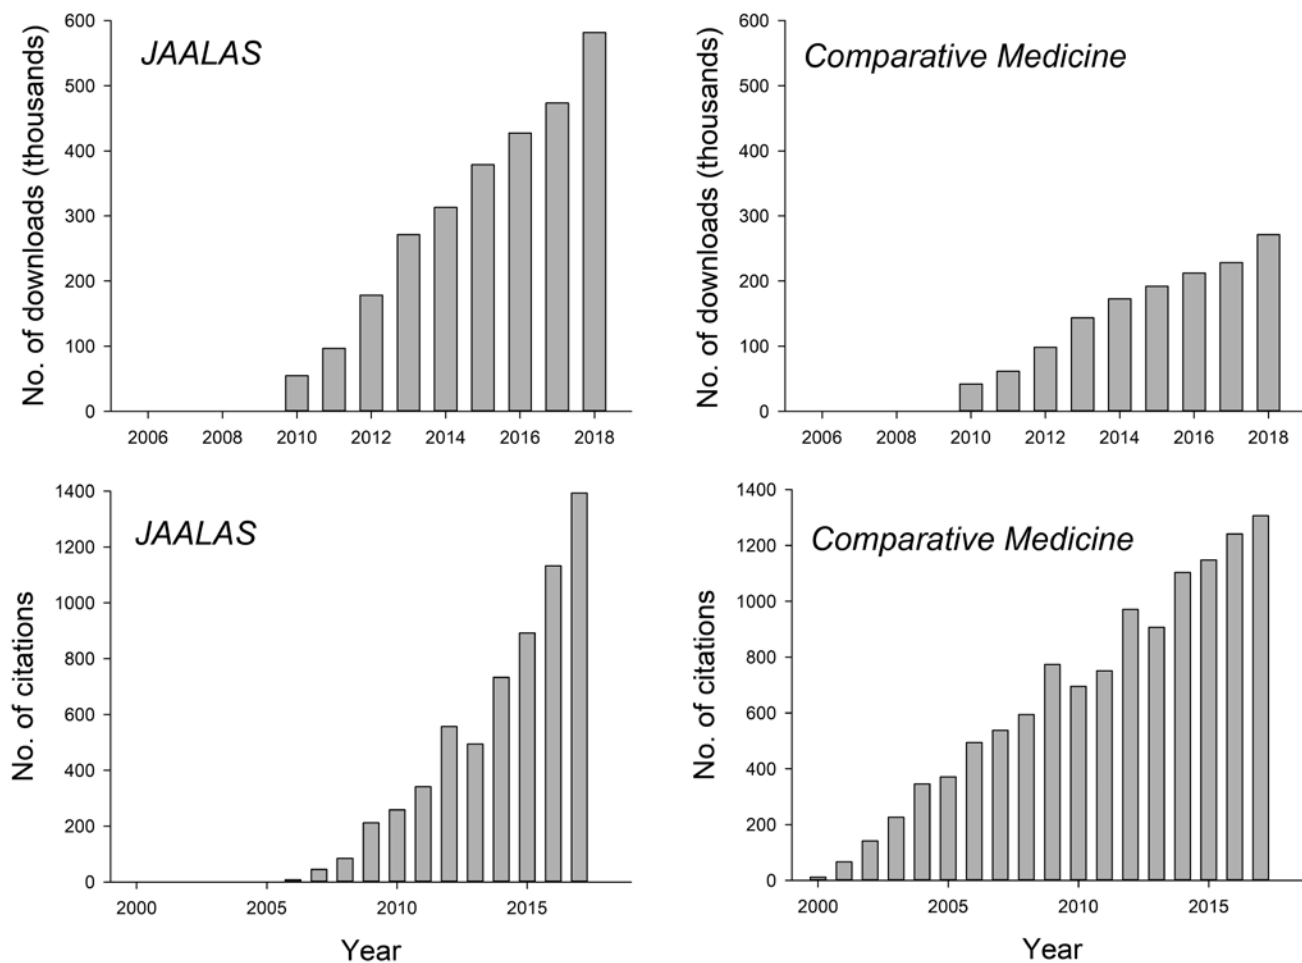 JAALAS
No. of downloads (thousands)
600
500
400
300
200
100
0
2006 2008 2010 2012 2014 2016 2018
Comparative Medicine
No. of downloads (thousands)
600
500
400
300
200
100
0
2006 2008 2010 2012 2014 2016 2018
JAALAS
No. of citations
1400
1200
1000
800
600
400
200
0
2000 2005 2010 2015
Year
Comparative Medicine
No. of citations
1400
1200
1000
800
600
400
200
0
2000 2005 2010 2015
Year